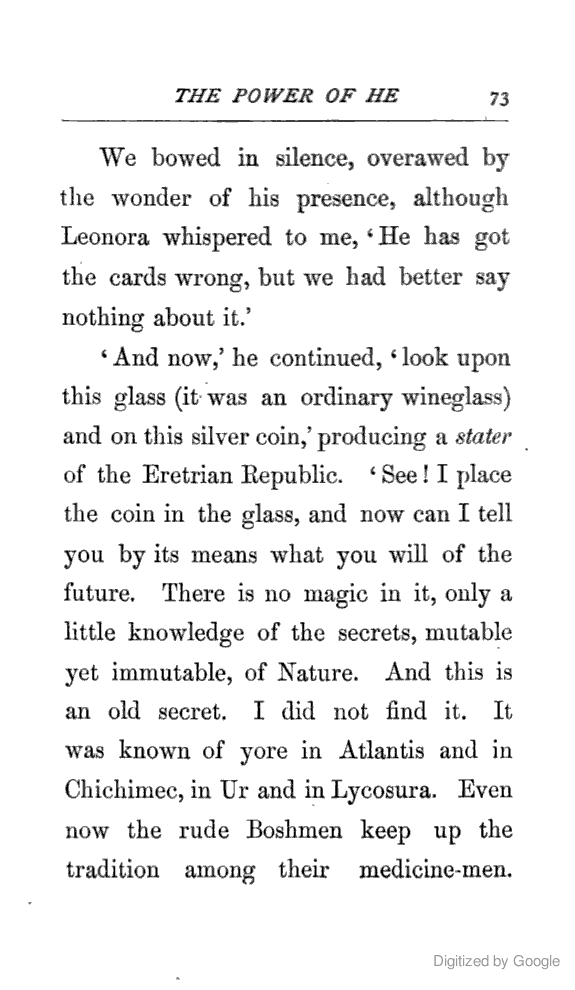 THE POWER OF HE 73
We bowed in silence, overawed by
the wonder of his presence, although
Leonora whispered to me, ‘He has got
the cards wrong, but we had better say
nothing about it.’
‘And now,’ he continued, ‘look upon
this glass (it was an ordinary wineglass)
and on this silver coin,’ producing a stater
of the Eretrian Republic. ‘See! I place
the coin in the glass, and now can I tell
you by its means what you will of the
future. There is no magic in it, only a
little knowledge of the secrets, mutable
yet immutable, of Nature. And this is
an old secret. I did not find it. It
was known of yore in Atlantis and in
Chichimec, in Ur and in Lycosura. Even
now the rude Boshmen keep up the
tradition among their medicine-men.
Digitized by Google